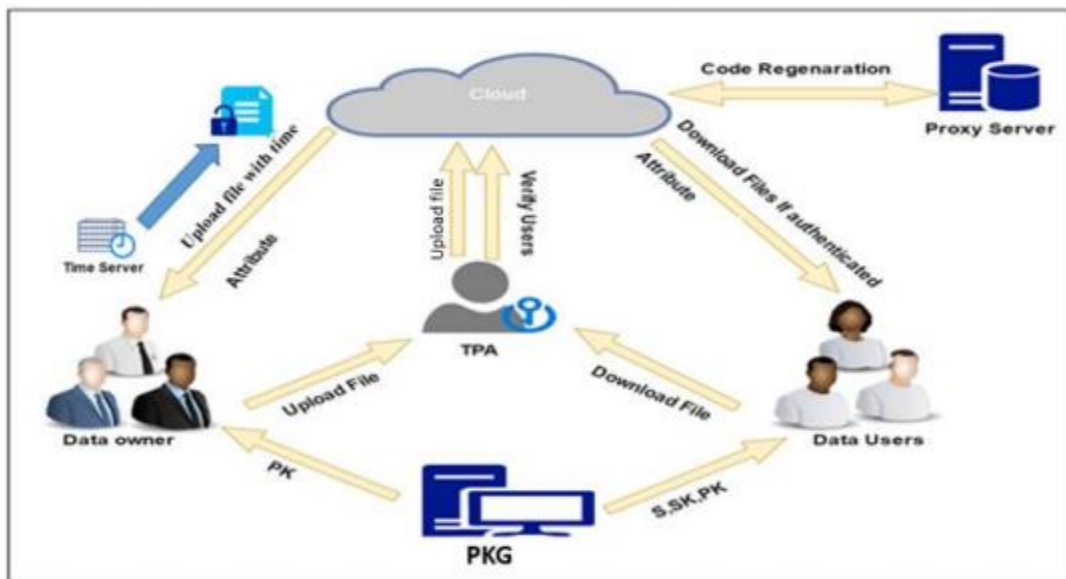 Cloud
Code Regenaration
Proxy Server
Upload file with time
Attribute
Time Server
Upload file
Verify Users
Download Files If authenticated
Attribute
TPA
Data owner
Upload File
Download File
Data Users
PK
S,SK,PK
PKG